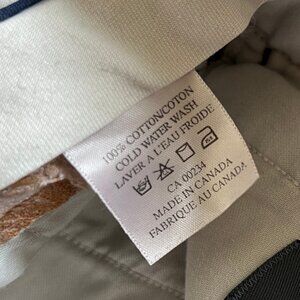 100% COTTON/COTON
COLD WATER WASH
LAVER A L'EAU FROIDE
CA 00234
MADE IN CANADA
FABRIQUE AU CANADA